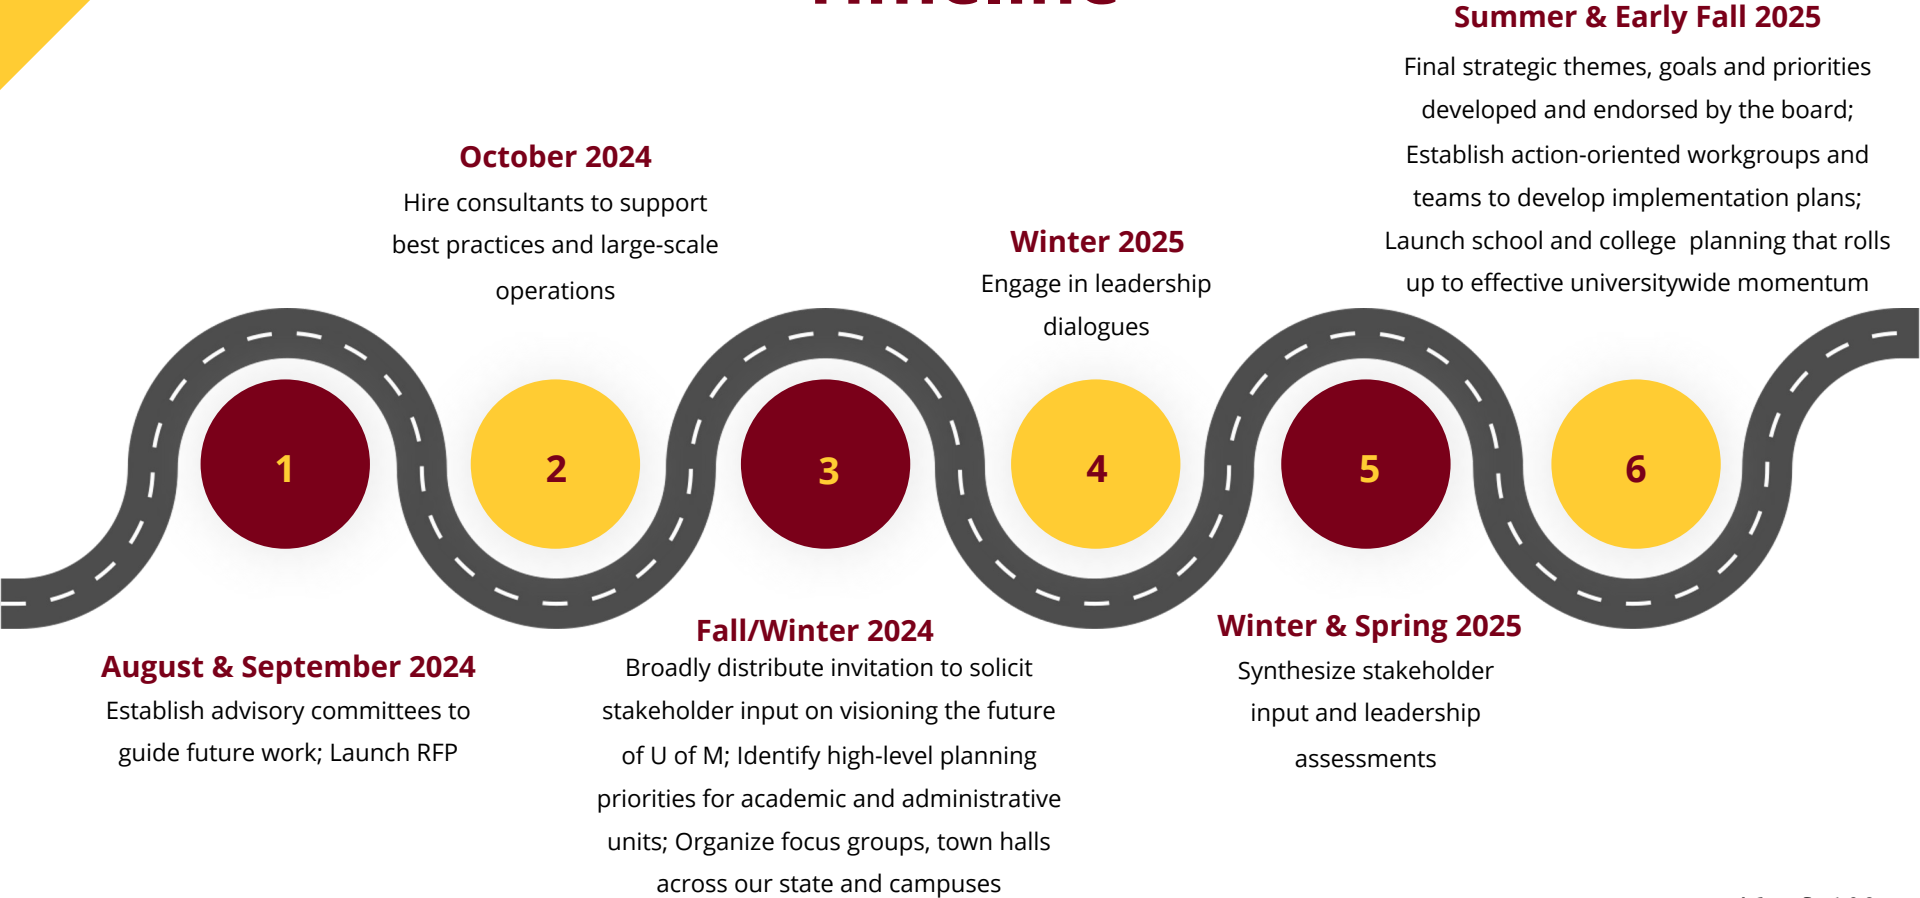 Timeline
Summer & Early Fall 2025
Final strategic themes, goals and priorities
developed and endorsed by the board;
Establish action-oriented workgroups and
teams to develop implementation plans;
Launch school and college planning that rolls
up to effective universitywide momentum
October 2024
Hire consultants to support
best practices and large-scale
operations
Winter 2025
Engage in leadership
dialogues
1
2
3
4
5
6
August & September 2024
Establish advisory committees to
guide future work; Launch RFP
Fall/Winter 2024
Broadly distribute invitation to solicit
stakeholder input on visioning the future
of U of M; Identify high-level planning
priorities for academic and administrative
units; Organize focus groups, town halls
across our state and campuses
Winter & Spring 2025
Synthesize stakeholder
input and leadership
assessments